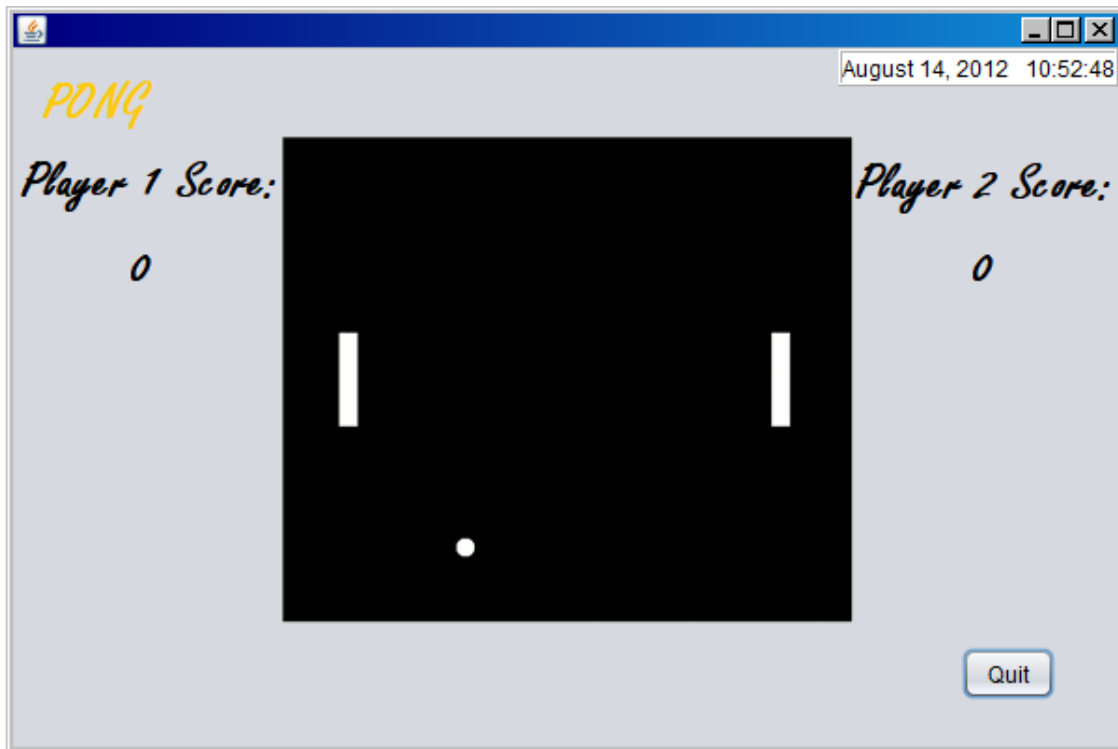 August 14, 2012 10:52:48
PONG
Player 1 Score:
0
Player 2 Score:
0
Quit